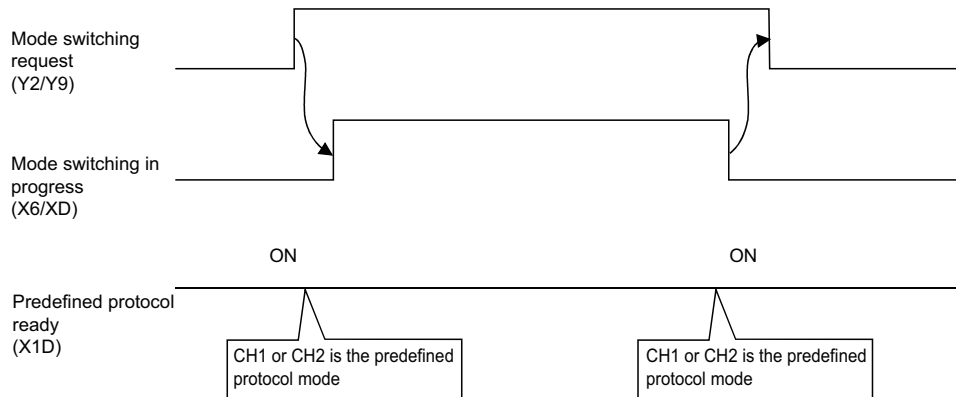 Mode switching
request
(Y2/Y9)
Mode switching in
progress
(X6/XD)
ON
ON
Predefined protocol
ready
(X1D)
CH1 or CH2 is the predefined
protocol mode
CH1 or CH2 is the predefined
protocol mode